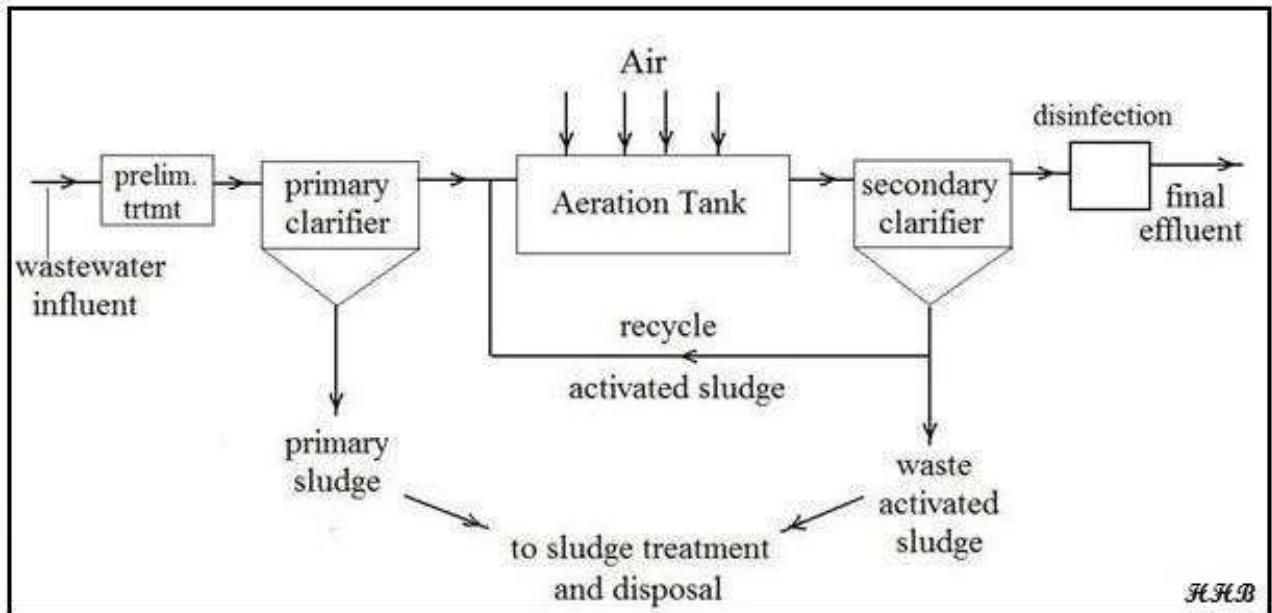 Air
disinfection
prelim.
trtmt
primary
clarifier
Aeration Tank
secondary
clarifier
final
effluent
wastewater
influent
recycle
activated sludge
primary
sludge
waste
activated
sludge
to sludge treatment
and disposal
HHB